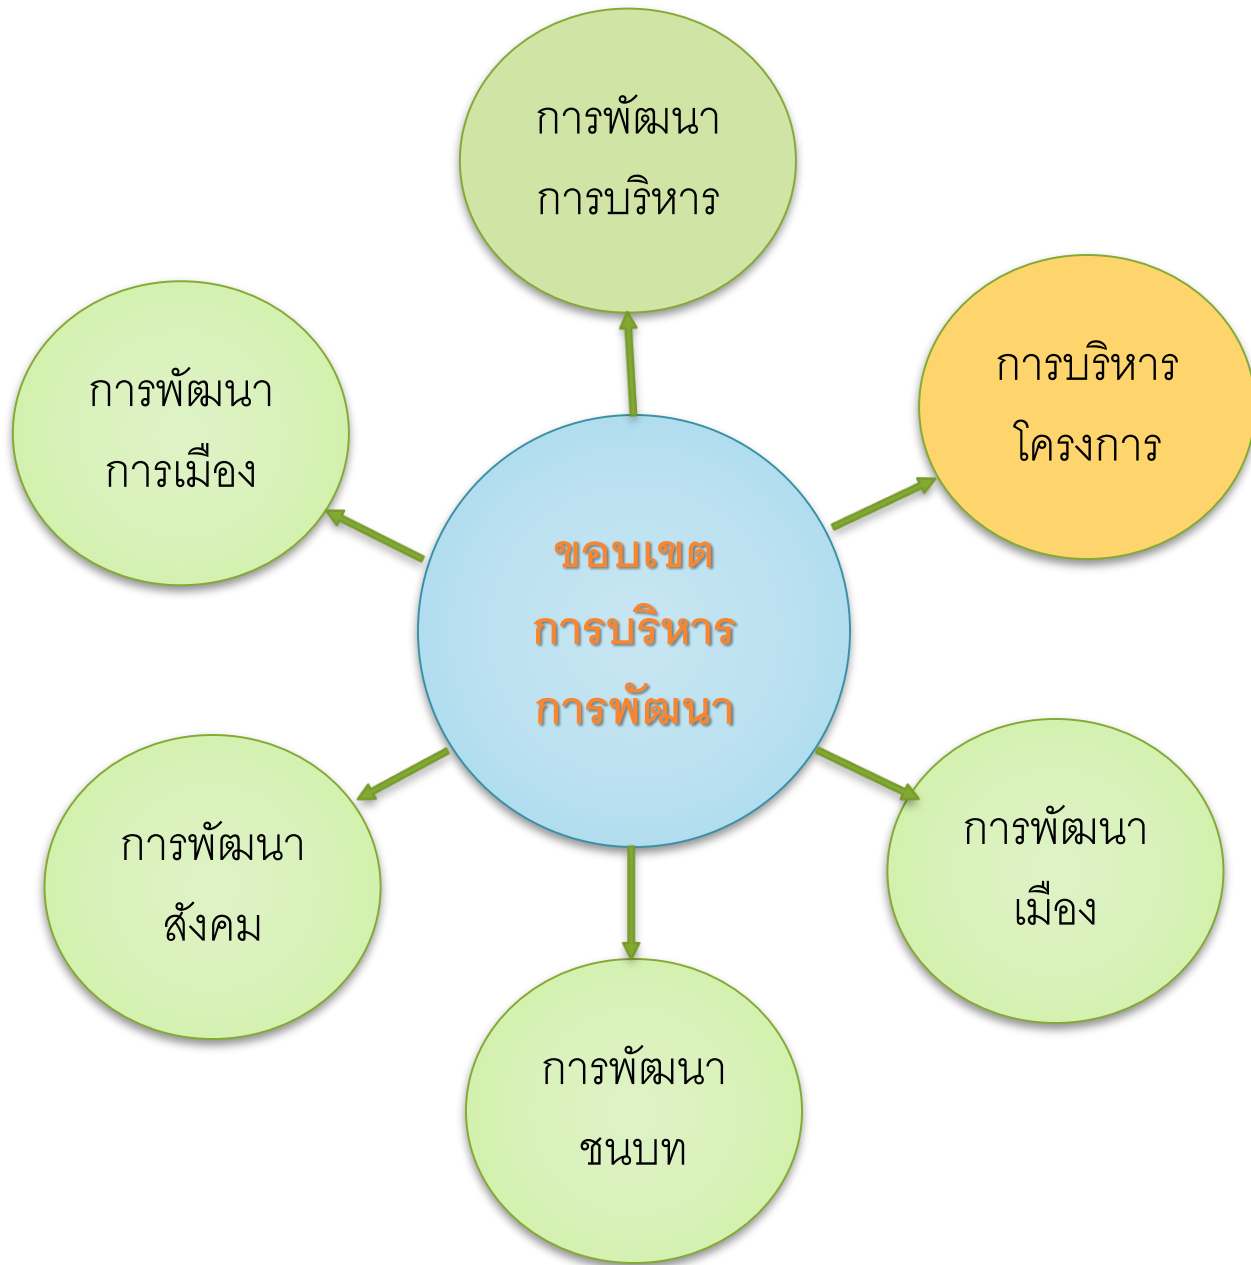 การพัฒนา
การบริหาร
การบริหาร
โครงการ
การพัฒนา
การเมือง
ขอบเขต
การบริหาร
การพัฒนา
การพัฒนา
สังคม
การพัฒนา
เมือง
การพัฒนา
ชนบท